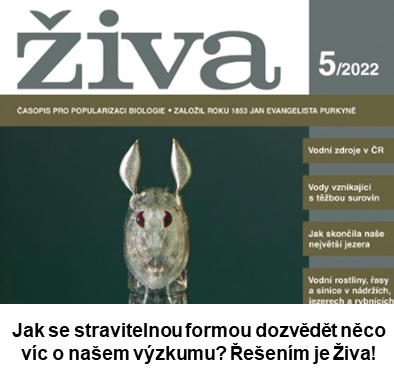 živa
5/2022
ČASOPIS PRO POPULARIZACI BIOLOGIE • ZALOŽIL ROKU 1853 JAN EVANGELISTA PURKYNĚ
Vodní zdroje v ČR
Vody vznikající
s těžbou surovin
Jak skončila naše
největší jezera
Vodní rostliny, řasy
a sinice v nádržích,
jezerech a rybnících
Jak se stravitelnou formou dozvědět něco
víc o našem výzkumu? Řešením je Živa!